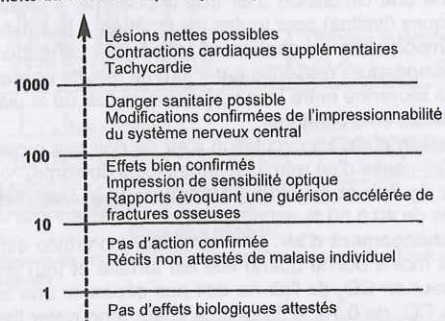 Lésions nettes possibles
Contractions cardiaques supplémentaires
Tachycardie
1000
Danger sanitaire possible
Modifications confirmées de l'impressionnabilité
du système nerveux central
100
Effets bien confirmés
Impression de sensibilité optique
Rapports évoquant une guérison accélérée de
fractures osseuses
10
Pas d'action confirmée
Récits non attestés de malaise individuel
1
Pas d'effets biologiques attestés